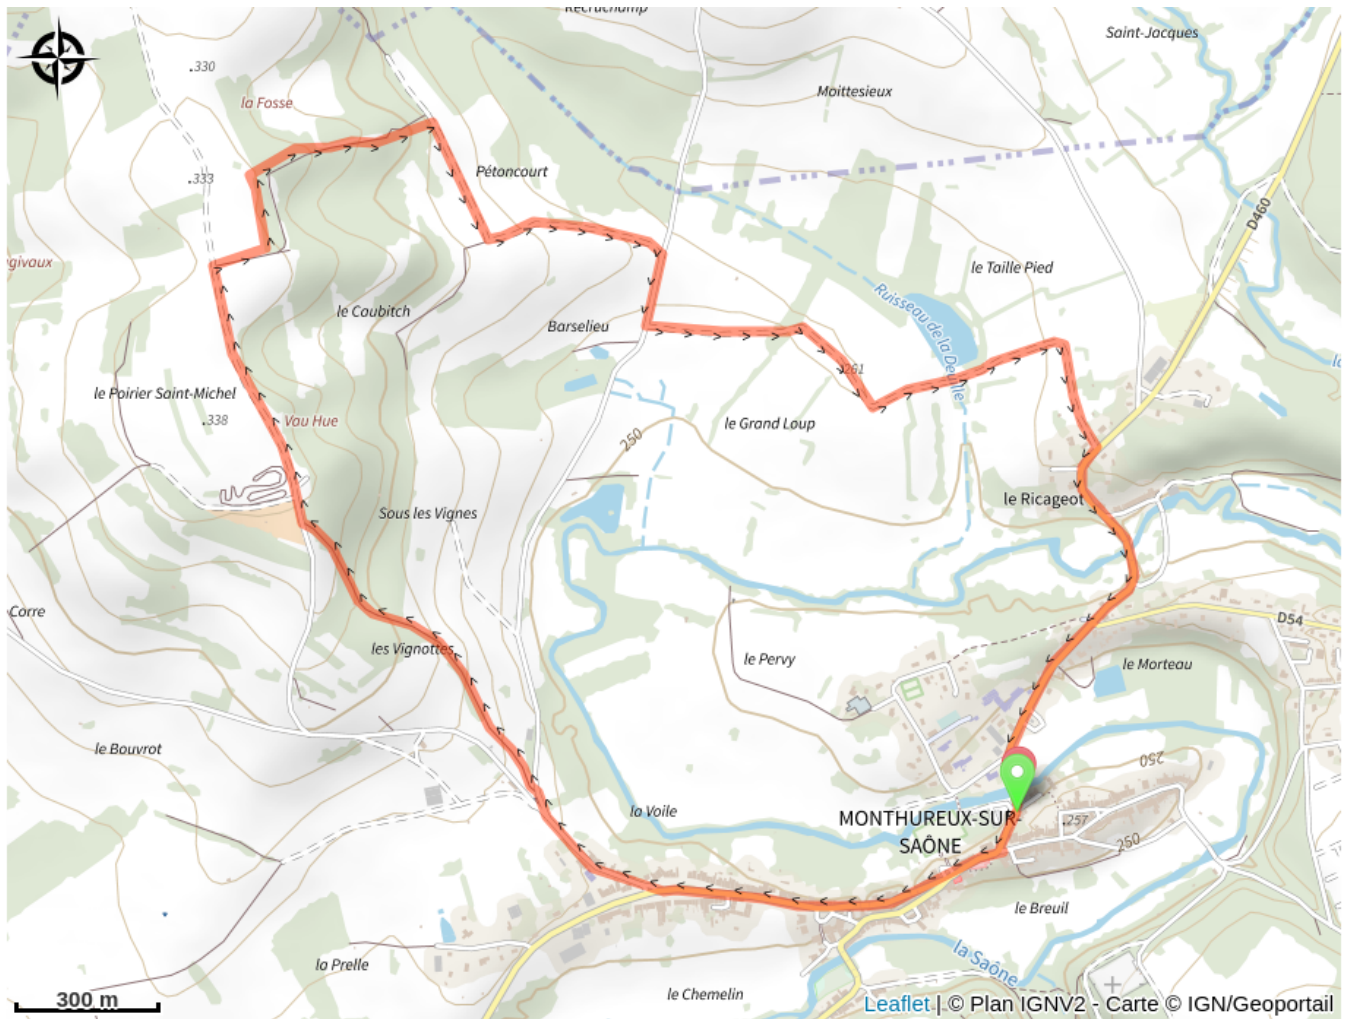 Recruchamp
Saint-Jacques
.330
Moittesieux
la Fosse
Pétoncourt
.333
D460
givaux
le Taille Pied
Ruisseau de la Deuille
le Coubitch
Barselieu
261
le Poirier Saint-Michel
Vau Hue
.338
le Grand Loup
250
Sous les Vignes
le Ricageot
Corre
D54
les Vignottes
le Pervy
le Morteau
le Bouvrot
250
la Voile
MONTHUREUX-SUR-
SAÔNE
.257
250
le Breuil
la Saône
la Prelle
le Chemelin
300 m
Leaflet | © Plan IGNV2 - Carte © IGN/Geoportail